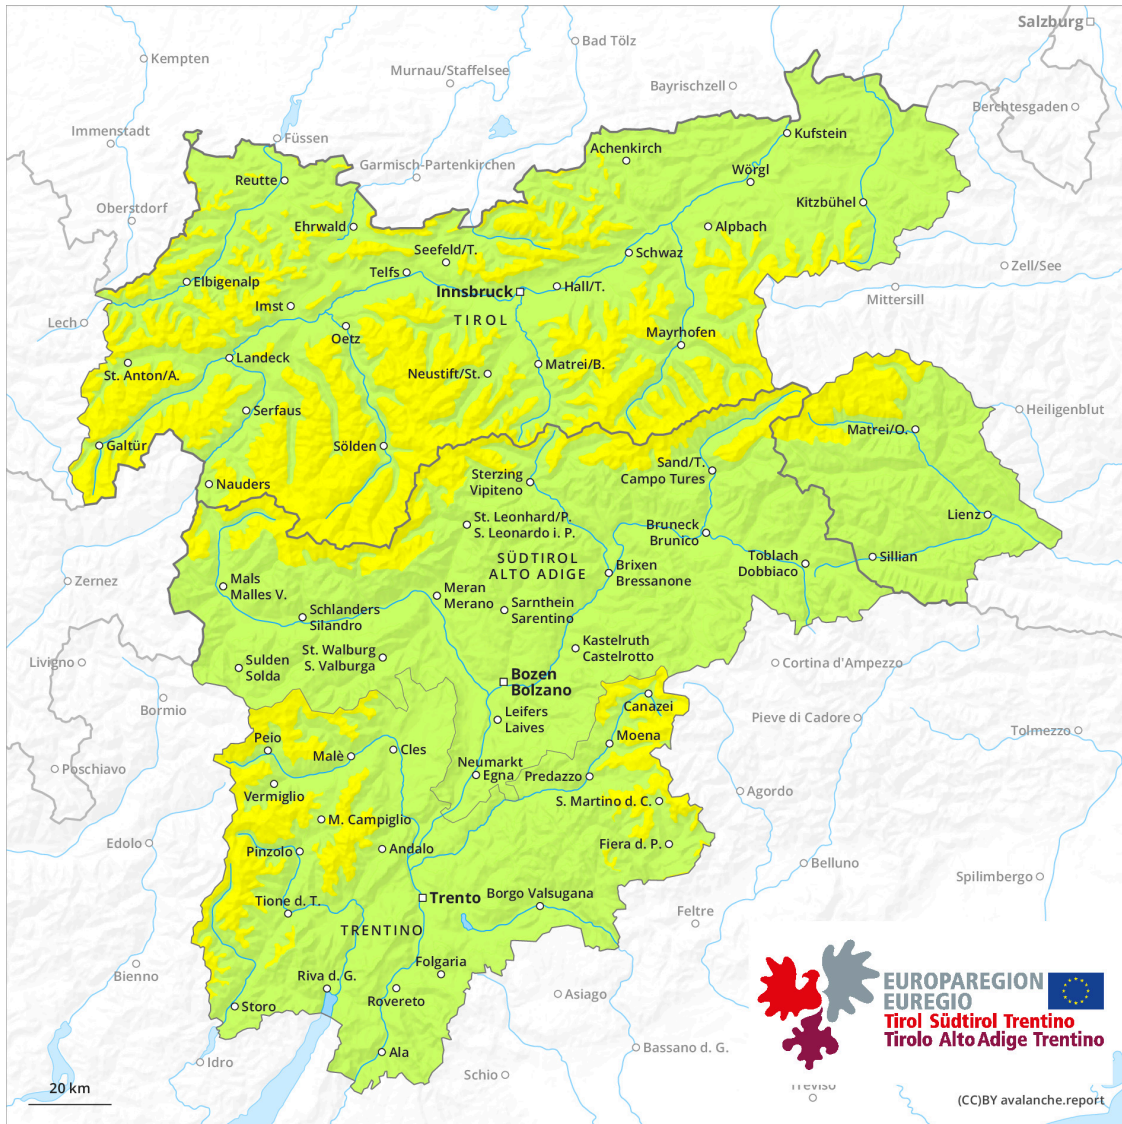 Salzburg
Bad Tölz
Kempten
Murnau/Staffelsee
Bayrischzell
Berchtesgaden
Immenstadt
Füssen
Kufstein
Achenkirch
Garmisch-Partenkirchen
Wörgl
Reutte
Oberstdorf
Kitzbühel
Ehrwald
Alpbach
Seefeld/T.
Schwaz
Telfs
Zell/See
Elbigenalp
Hall/T.
Innsbruck
Mittersill
Imst
TIROL
Lech
Mayrhofen
Oetz
Landeck
Matrei/B.
St. Anton/A.
Neustift/St.
Serfaus
Heiligenblut
Matrei/O.
Galtür
Sölden
Sand/T.
Campo Tures
Sterzing
Vipiteno
Nauders
St. Leonhard/P.
S. Leonardo i. P.
Lienz
Bruneck
Brunico
SÜDTIROL
ALTO ADIGE
Toblach
Dobbiaco
Sillian
Brixen
Bressanone
Zernez
Mals
Malles V.
Meran
Merano
Sarnthein
Sarentino
Schlanders
Silandro
Kastelruth
Castelrotto
St. Walburg
S. Valburga
Livigno
Sulden
Solda
Cortina d'Ampezzo
Bozen
Bolzano
Canazei
Bormio
Leifers
Laives
Pieve di Cadore
Tolmezzo
Moena
Peio
Cles
Malè
Neumarkt
Egna
Predazzo
Poschiavo
Vermiglio
Agordo
S. Martino d. C.
M. Campiglio
Edolo
Fiera d. P.
Pinzolo
Andalo
Belluno
Spilimbergo
Trento
Borgo Valsugana
Tione d. T.
Feltre
TRENTINO
Folgaria
Bienno
Riva d. G.
Rovereto
Asiago
Storo
EUROPAREGION
EUREGIO
Tirol Südtirol Trentino
Tirolo Alto Adige Trentino
Ala
Idro
Bassano d. G.
Schio
Treviso
20 km
(CC)BY avalanche.report